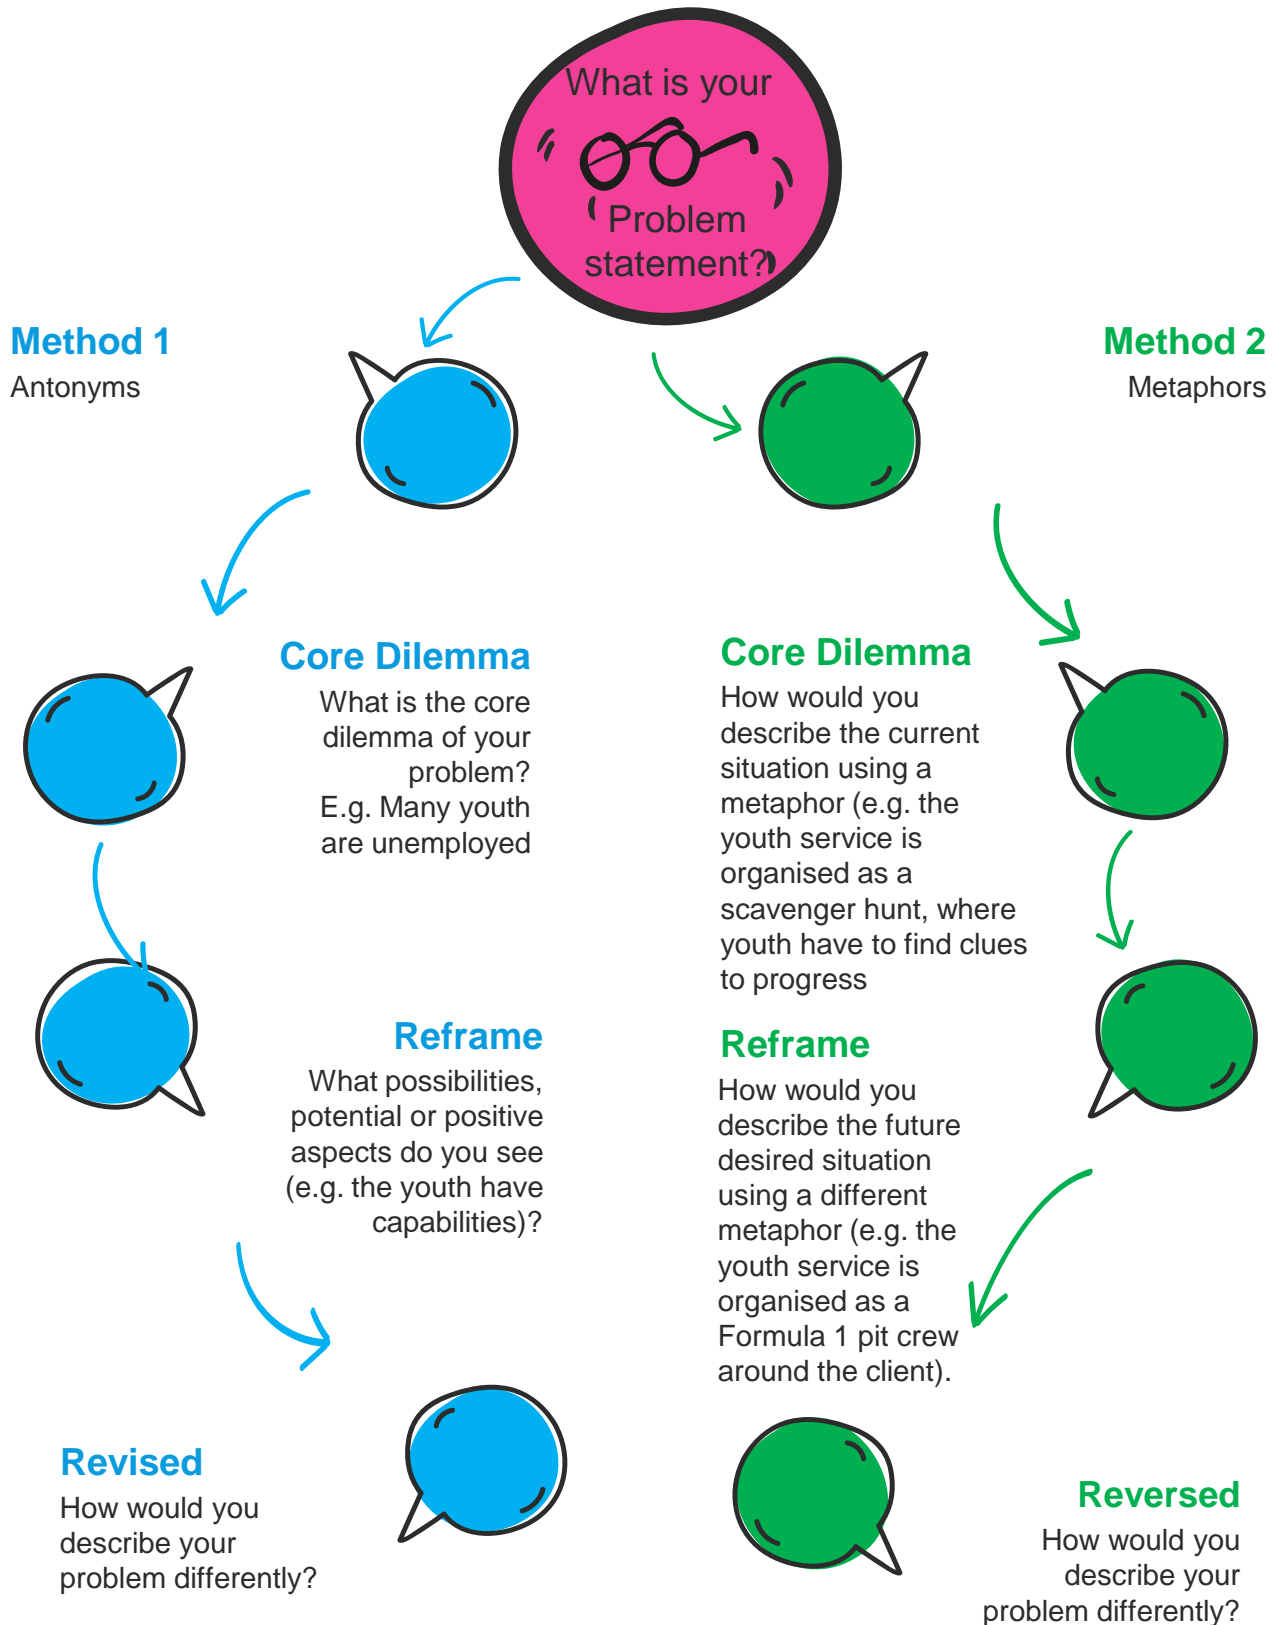 What is your
Problem
statement?
Method 1
Antonyms
Method 2
Metaphors
Core Dilemma
What is the core
dilemma of your
problem?
E.g. Many youth
are unemployed
Core Dilemma
How would you
describe the current
situation using a
metaphor (e.g. the
youth service is
organised as a
scavenger hunt, where
youth have to find clues
to progress
Reframe
What possibilities,
potential or positive
aspects do you see
(e.g. the youth have
capabilities)?
Reframe
How would you
describe the future
desired situation
using a different
metaphor (e.g. the
youth service is
organised as a
Formula 1 pit crew
around the client).
Revised
How would you
describe your
problem differently?
Reversed
How would you
describe your
problem differently?